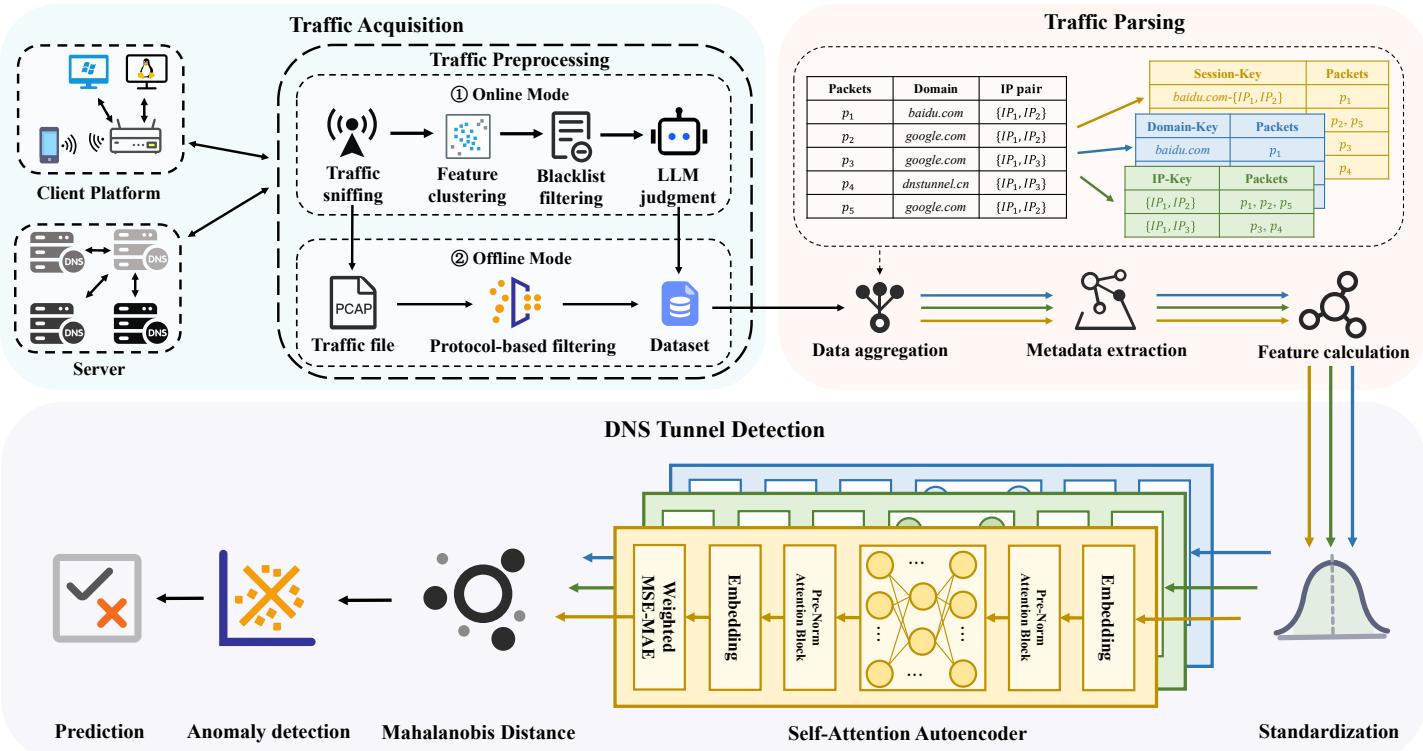 Traffic Acquisition
Client Platform
DNS
DNS
DNS
DNS
Server
Traffic Preprocessing
① Online Mode
Traffic
sniffing
Feature
clustering
Blacklist
filtering
LLM
judgment
② Offline Mode
PCAP
Traffic file
Protocol-based filtering
Dataset
Traffic Parsing
Packets Domain IP pair
p₁ baidu.com {IP₁, IP₂}
p₂ google.com {IP₁, IP₂}
p₃ google.com {IP₁, IP₃}
p₄ dnstunnel.cn {IP₁, IP₃}
p₅ google.com {IP₁, IP₂}
Session-Key Packets
baidu.com-{IP₁, IP₂} p₁
p₂, p₅
p₃
p₄
Domain-Key Packets
baidu.com p₁
IP-Key Packets
{IP₁, IP₂} p₁, p₂, p₅
{IP₁, IP₃} p₃, p₄
Data aggregation
Metadata extraction
Feature calculation
DNS Tunnel Detection
Weighted
MSE-MAE
Embedding
Pre-Norm
Attention Block
...
...
...
...
Pre-Norm
Attention Block
Embedding
Prediction
Anomaly detection
Mahalanobis Distance
Self-Attention Autoencoder
Standardization